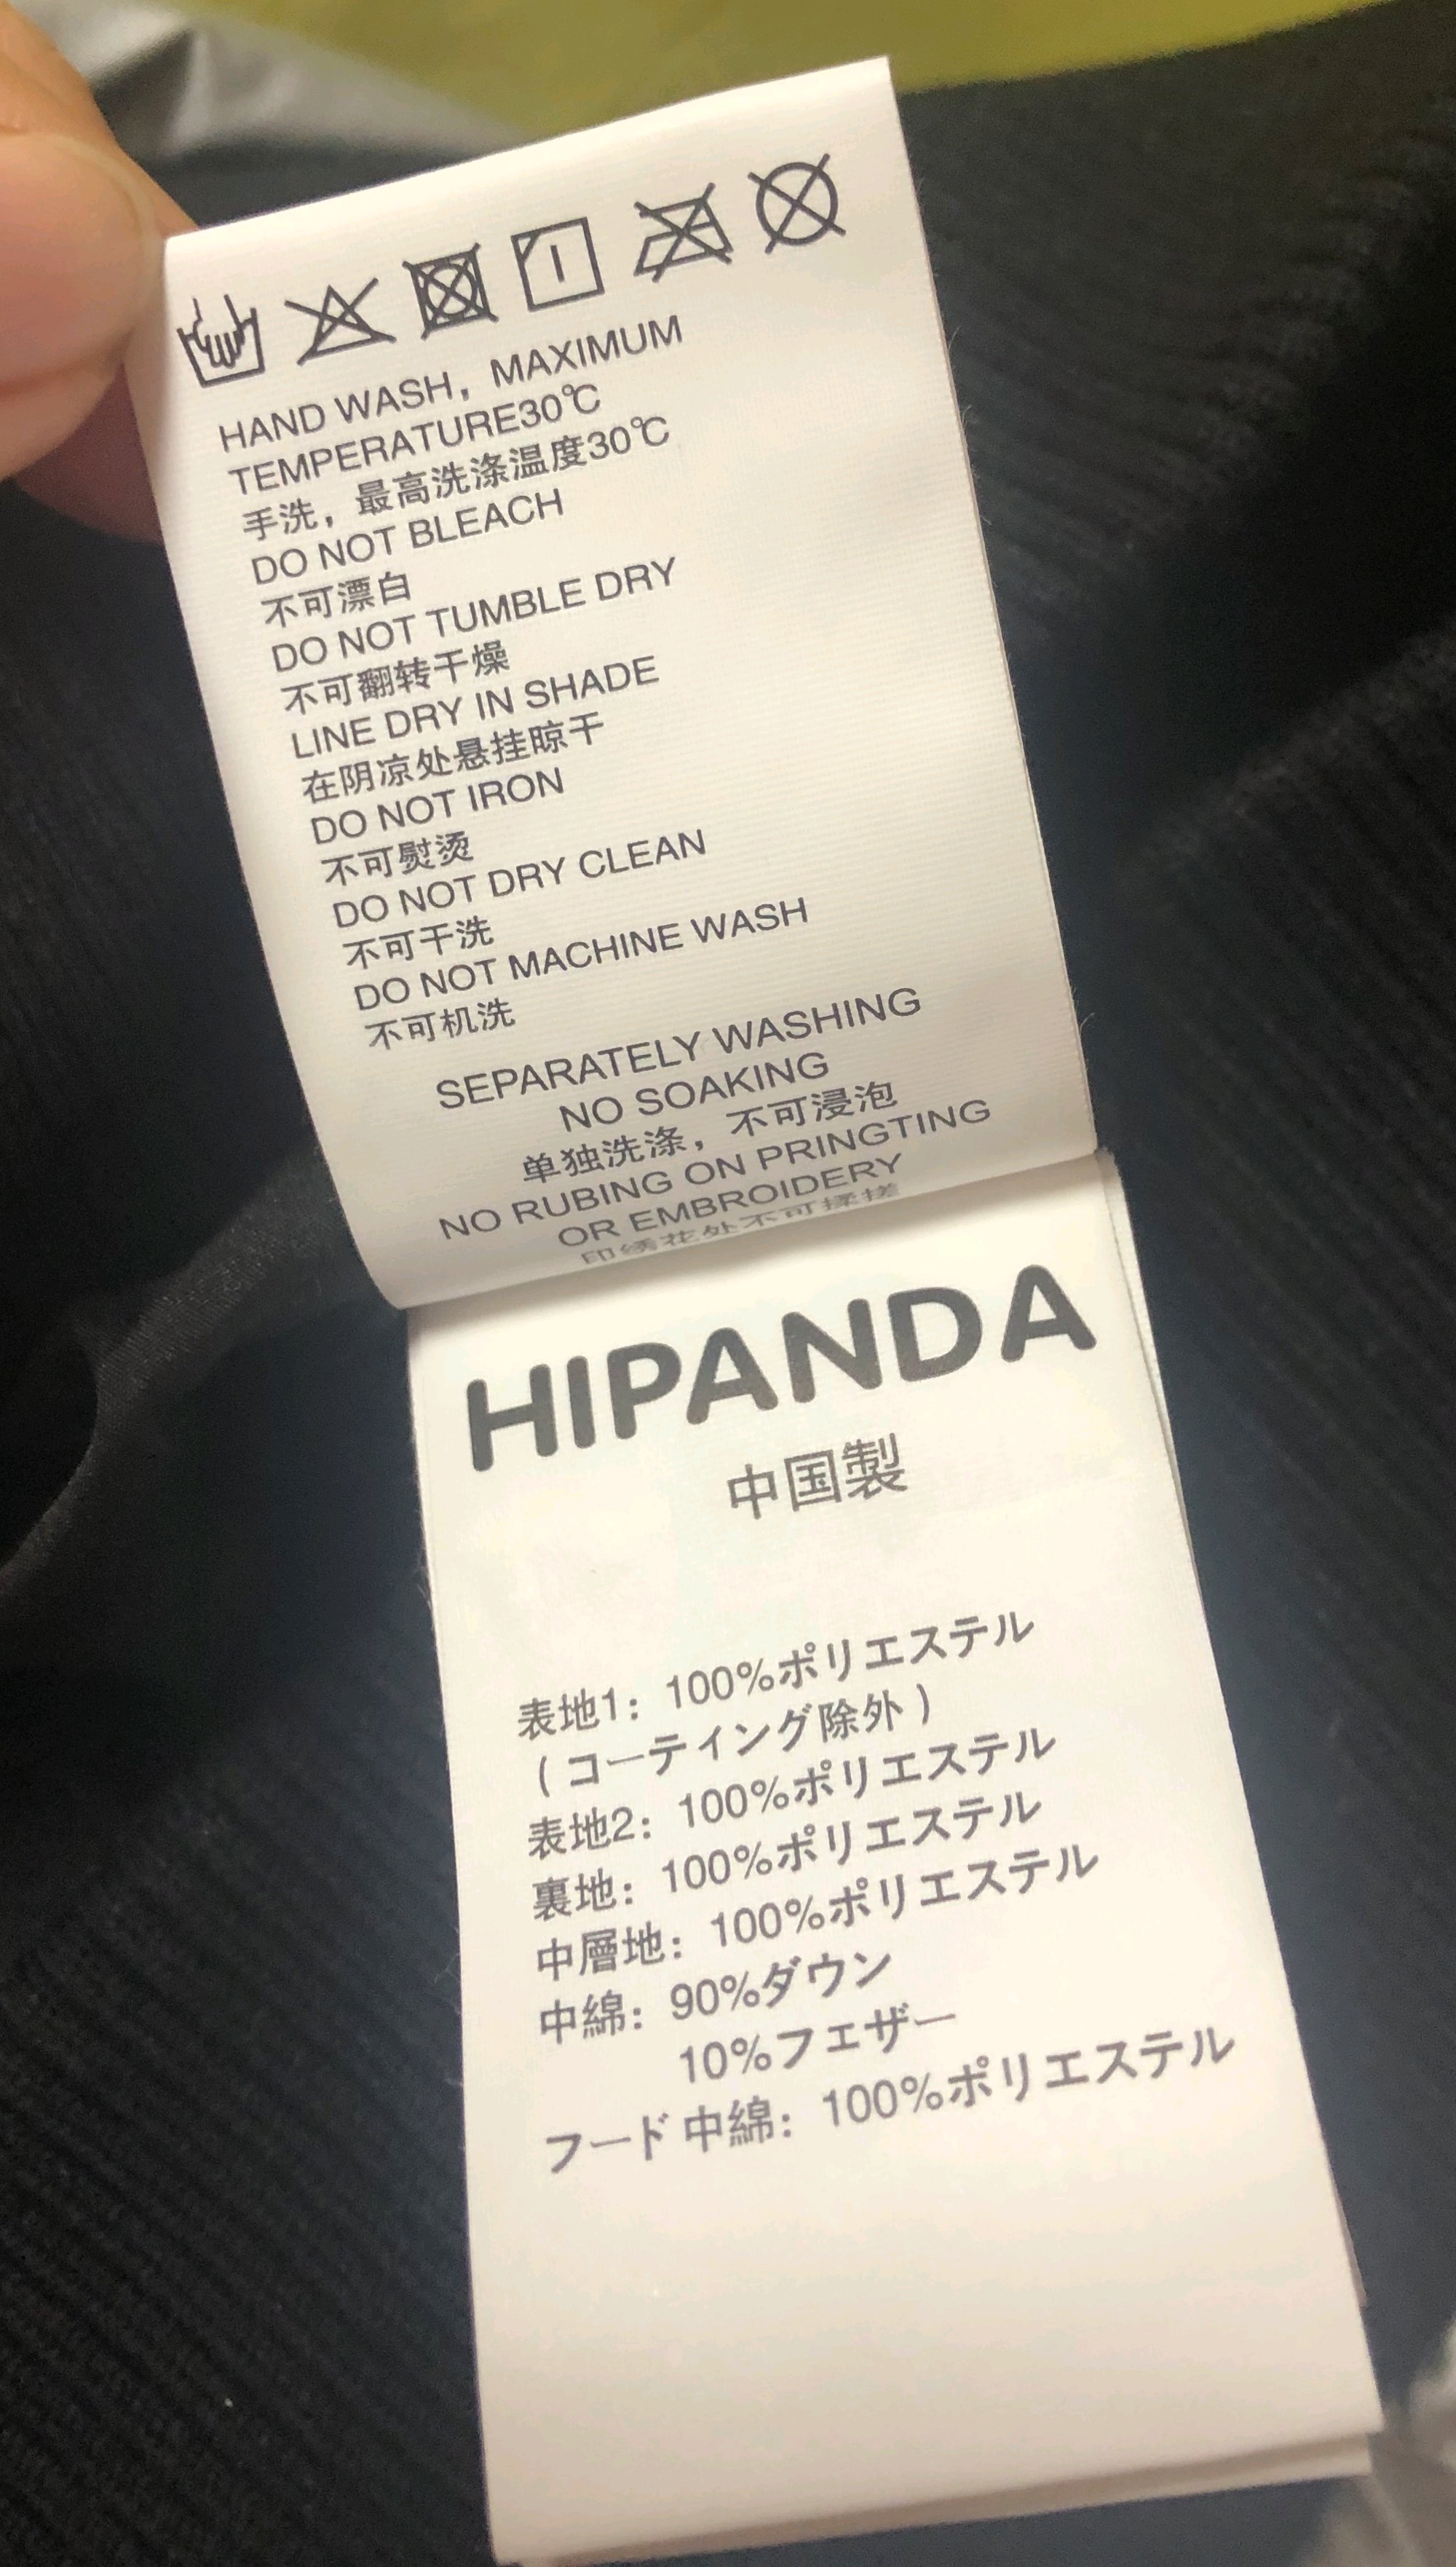 HAND WASH, MAXIMUM
TEMPERATURE30℃
手洗，最高洗涤温度30℃
DO NOT BLEACH
不可漂白
DO NOT TUMBLE DRY
不可翻转干燥
LINE DRY IN SHADE
在阴凉处悬挂晾干
DO NOT IRON
不可熨烫
DO NOT DRY CLEAN
不可干洗
DO NOT MACHINE WASH
不可机洗
SEPARATELY WASHING
NO SOAKING
单独洗涤，不可浸泡
NO RUBING ON PRINGTING
OR EMBROIDERY
印绣花处不可揉搓
HIPANDA
中国製
表地1：100%ポリエステル
（コーティング除外）
表地2：100%ポリエステル
裏地：100%ポリエステル
中層地：100%ポリエステル
中綿：90%ダウン
10%フェザー
フード中綿：100%ポリエステル